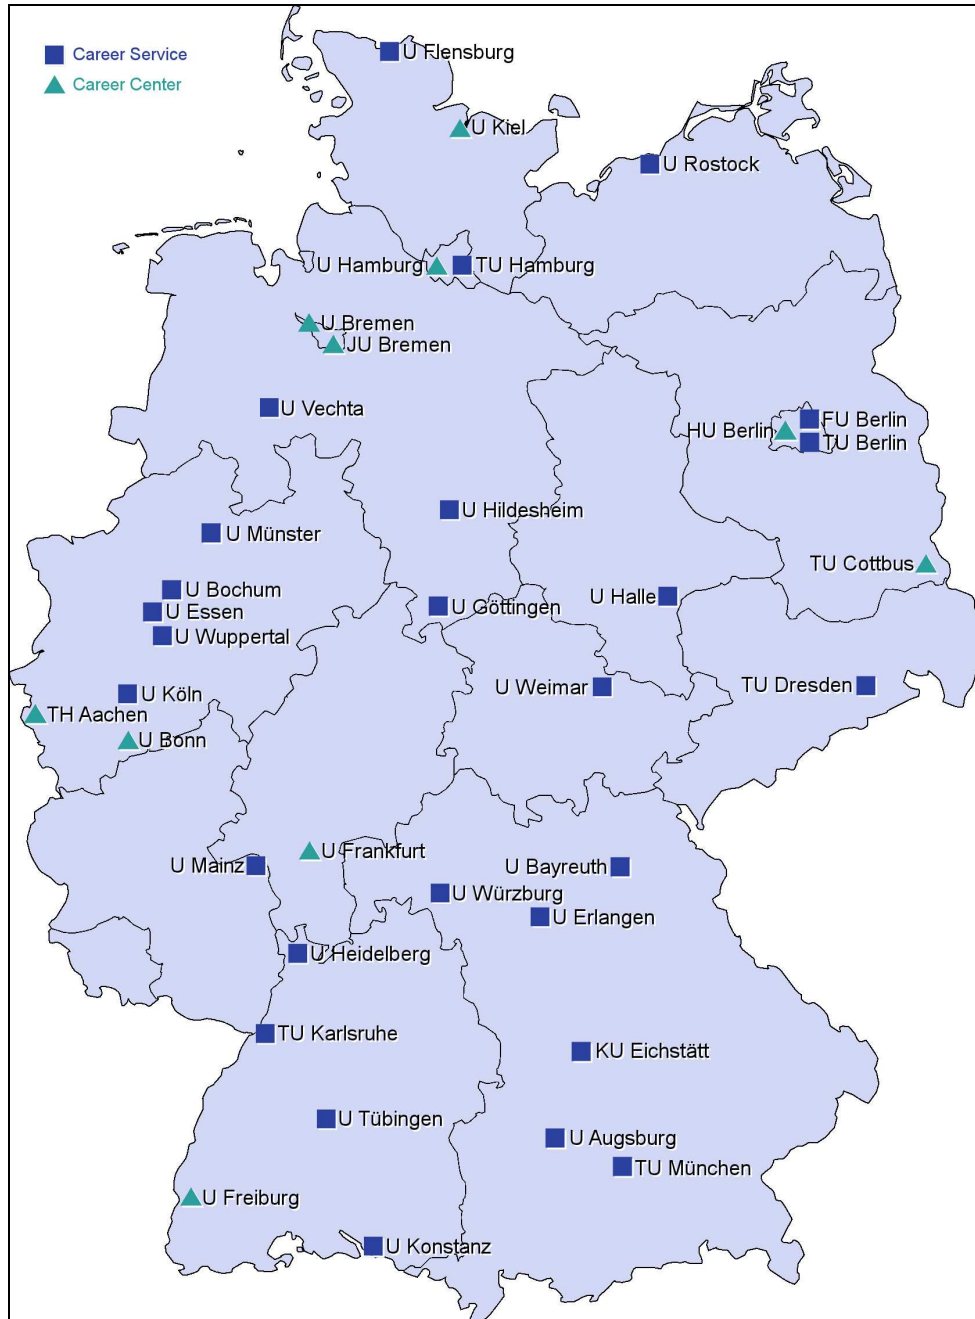 Career Service
Career Center
U Flensburg
U Kiel
U Rostock
U Hamburg
TU Hamburg
U Bremen
JU Bremen
U Vechta
FU Berlin
HU Berlin
TU Berlin
U Hildesheim
U Münster
TU Cottbus
U Bochum
U Halle
U Essen
U Göttingen
U Wuppertal
U Köln
U Weimar
TU Dresden
TH Aachen
U Bonn
U Frankfurt
U Mainz
U Bayreuth
U Würzburg
U Erlangen
U Heidelberg
TU Karlsruhe
KU Eichstätt
U Tübingen
U Augsburg
TU München
U Freiburg
U Konstanz